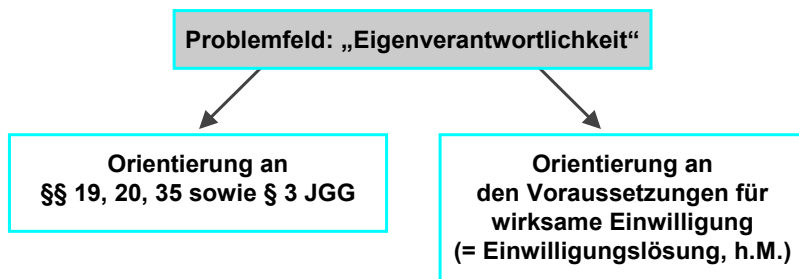 Problemfeld: „Eigenverantwortlichkeit“
Orientierung an
§§ 19, 20, 35 sowie § 3 JGG
Orientierung an
den Voraussetzungen für
wirksame Einwilligung
(= Einwilligungslösung, h.M.)